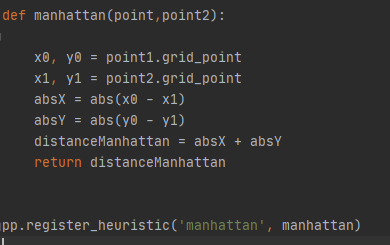 def manhattan(point,point2):
x0, y0 = point1.grid_point
x1, y1 = point2.grid_point
absX = abs(x0 - x1)
absY = abs(y0 - y1)
distanceManhattan = absX + absY
return distanceManhattan
pp.register_heuristic('manhattan', manhattan)